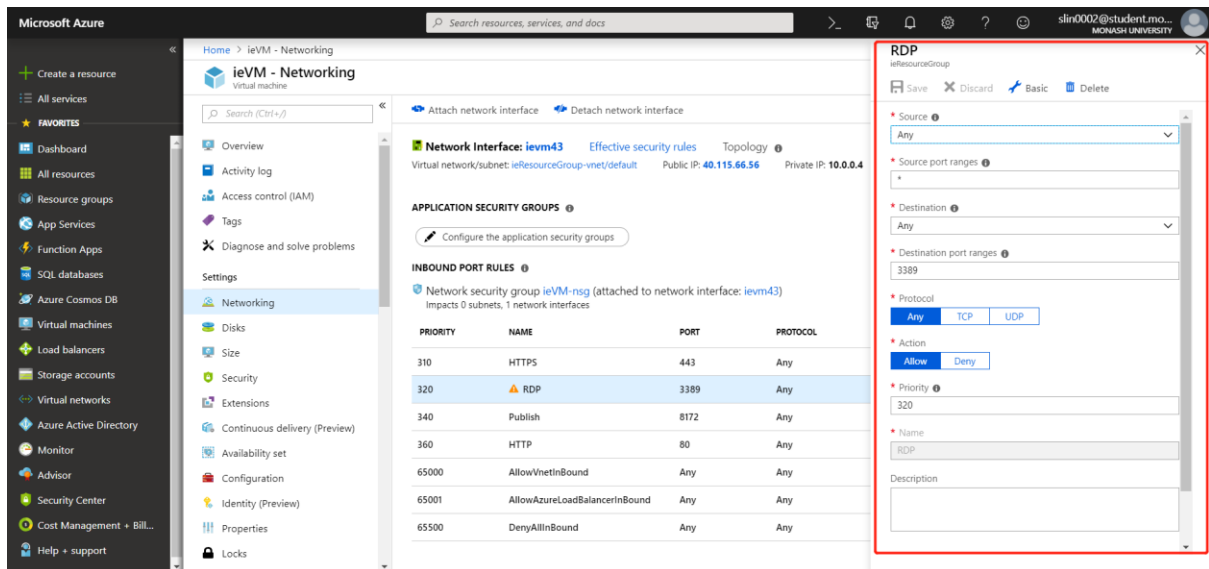 Microsoft Azure
Search resources, services, and docs
slin0002@student.mo...
MONASH UNIVERSITY
Create a resource
All services
FAVORITES
Dashboard
All resources
Resource groups
App Services
Function Apps
SQL databases
Azure Cosmos DB
Virtual machines
Load balancers
Storage accounts
Virtual networks
Azure Active Directory
Monitor
Advisor
Security Center
Cost Management + Bill...
Help + support
Home > ieVM - Networking
ieVM - Networking
Virtual machine
Search (Ctrl+/)
Overview
Activity log
Access control (IAM)
Tags
Diagnose and solve problems
Settings
Networking
Disks
Size
Security
Extensions
Continuous delivery (Preview)
Availability set
Configuration
Identity (Preview)
Properties
Locks
Attach network interface Detach network interface
Network Interface: ievm43 Effective security rules Topology
Virtual network/subnet: ieResourceGroup-vnet/default Public IP: 40.115.66.56 Private IP: 10.0.0.4
APPLICATION SECURITY GROUPS
Configure the application security groups
INBOUND PORT RULES
Network security group ieVM-nsg (attached to network interface: ievm43)
Impacts 0 subnets, 1 network interfaces
PRIORITY NAME PORT PROTOCOL
310 HTTPS 443 Any
320 RDP 3389 Any
340 Publish 8172 Any
360 HTTP 80 Any
65000 AllowVnetInBound Any Any
65001 AllowAzureLoadBalancerInBound Any Any
65500 DenyAllInBound Any Any
RDP
ieResourceGroup
Save Discard Basic Delete
* Source
Any
* Source port ranges
*
* Destination
Any
* Destination port ranges
3389
* Protocol
Any TCP UDP
* Action
Allow Deny
* Priority
320
* Name
RDP
Description